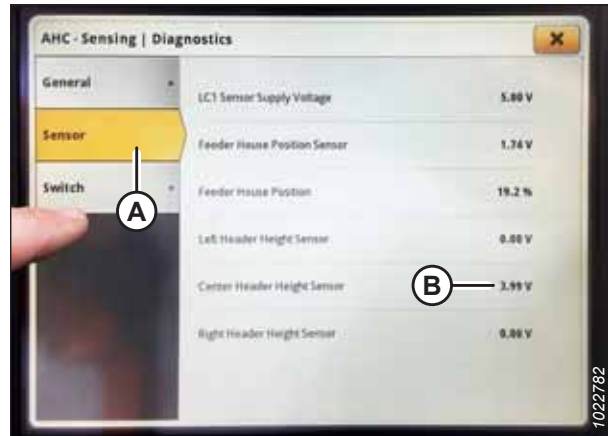 AHC - Sensing | Diagnostics
General
Sensor
Switch
LC1 Sensor Supply Voltage 5.00 V
Feeder House Position Sensor 1.74 V
Feeder House Position 19.2 %
Left Header Height Sensor 0.00 V
Center Header Height Sensor 3.99 V
Right Header Height Sensor 0.00 V
A
B
1022782